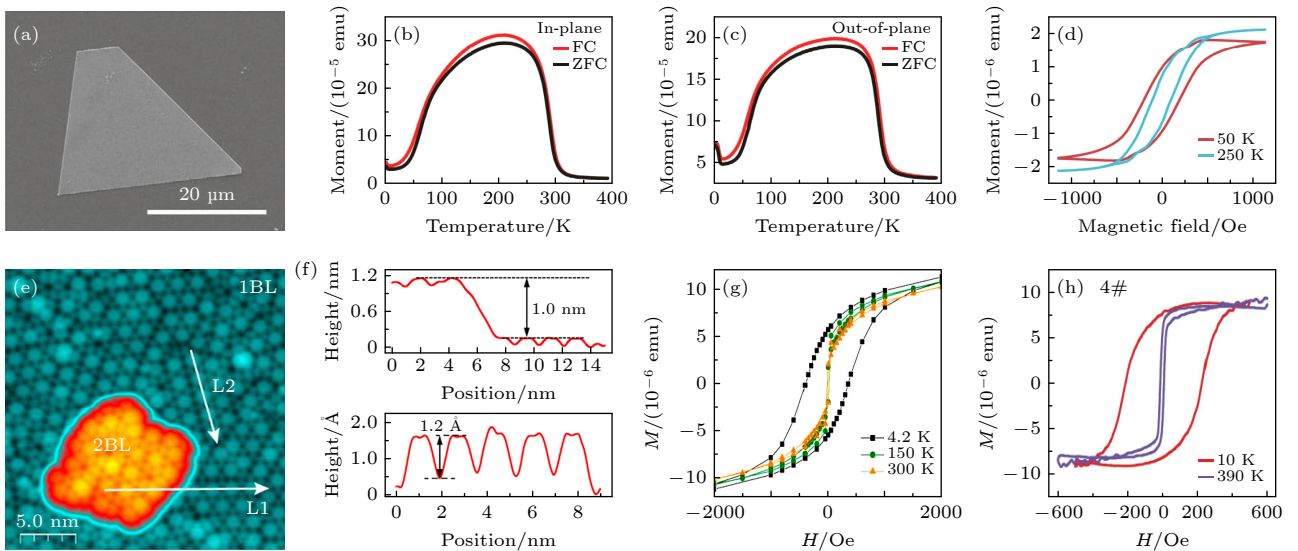 (a)
20 µm
(b)
In-plane
FC
ZFC
Moment/(10⁻⁵ emu)
30
20
10
0
0 100 200 300 400
Temperature/K
(c)
Out-of-plane
FC
ZFC
Moment/(10⁻⁵ emu)
20
15
10
5
0 100 200 300 400
Temperature/K
(d)
50 K
250 K
Moment/(10⁻⁶ emu)
2
1
0
−1
−2
-1000 0 1000
Magnetic field/Oe
(e)
1BL
L2
2BL
L1
5.0 nm
(f)
Height/nm
1.2
0.6
0
1.0 nm
0 2 4 6 8 10 12 14
Position/nm
Height/Å
2.0
1.0
0
1.2 Å
0 2 4 6 8
Position/nm
(g)
M/(10⁻⁶ emu)
10
5
0
−5
−10
4.2 K
150 K
300 K
-2000 0 2000
H/Oe
(h) 4#
M/(10⁻⁶ emu)
10
5
0
−5
−10
10 K
390 K
-600 -200 0 200 600
H/Oe